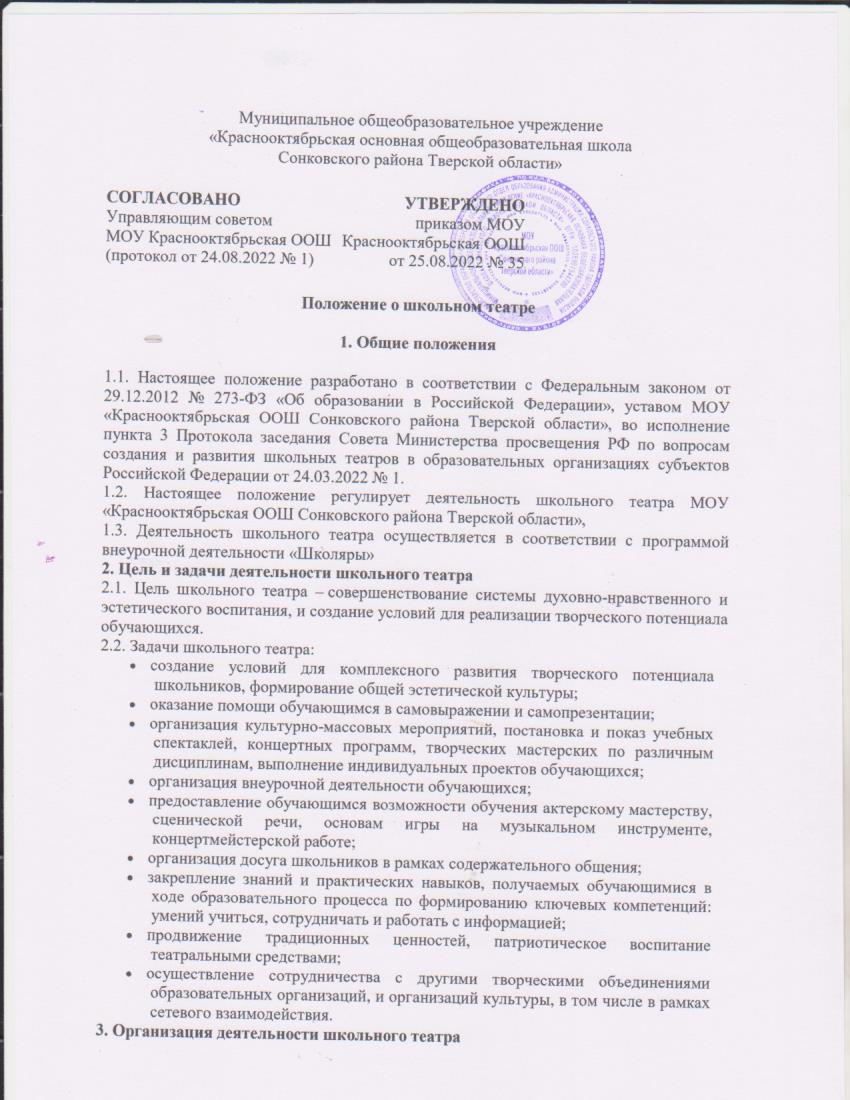 Муниципальное общеобразовательное учреждение
«Краснооктябрьская основная общеобразовательная школа
Сонковского района Тверской области»
СОГЛАСОВАНО
Управляющим советом
МОУ Краснооктябрьская ООШ
(протокол от 24.08.2022 № 1)
УТВЕРЖДЕНО
приказом МОУ
Краснооктябрьская ООШ
от 25.08.2022 № 35
МОУ
Тверской области»
Положение о школьном театре
1. Общие положения
1.1. Настоящее положение разработано в соответствии с Федеральным законом от
29.12.2012 № 273-ФЗ «Об образовании в Российской Федерации», уставом МОУ
«Краснооктябрьская ООШ Сонковского района Тверской области», во исполнение
пункта 3 Протокола заседания Совета Министерства просвещения РФ по вопросам
создания и развития школьных театров в образовательных организациях субъектов
Российской Федерации от 24.03.2022 № 1.
1.2. Настоящее положение регулирует деятельность школьного театра МОУ
«Краснооктябрьская ООШ Сонковского района Тверской области»,
1.3. Деятельность школьного театра осуществляется в соответствии с программой
внеурочной деятельности «Школяры»
2. Цель и задачи деятельности школьного театра
2.1. Цель школьного театра – совершенствование системы духовно-нравственного и
эстетического воспитания, и создание условий для реализации творческого потенциала
обучающихся.
2.2. Задачи школьного театра:
• создание условий для комплексного развития творческого потенциала
школьников, формирование общей эстетической культуры;
• оказание помощи обучающимся в самовыражении и самопрезентации;
• организация культурно-массовых мероприятий, постановка и показ учебных
спектаклей, концертных программ, творческих мастерских по различным
дисциплинам, выполнение индивидуальных проектов обучающихся;
• организация внеурочной деятельности обучающихся;
• предоставление обучающимся возможности обучения актерскому мастерству,
сценической речи, основам игры на музыкальном инструменте,
концертмейстерской работе;
• организация досуга школьников в рамках содержательного общения;
• закрепление знаний и практических навыков, получаемых обучающимися в
ходе образовательного процесса по формированию ключевых компетенций:
умений учиться, сотрудничать и работать с информацией;
• продвижение традиционных ценностей, патриотическое воспитание
театральными средствами;
• осуществление сотрудничества с другими творческими объединениями
образовательных организаций, и организаций культуры, в том числе в рамках
сетевого взаимодействия.
3. Организация деятельности школьного театра